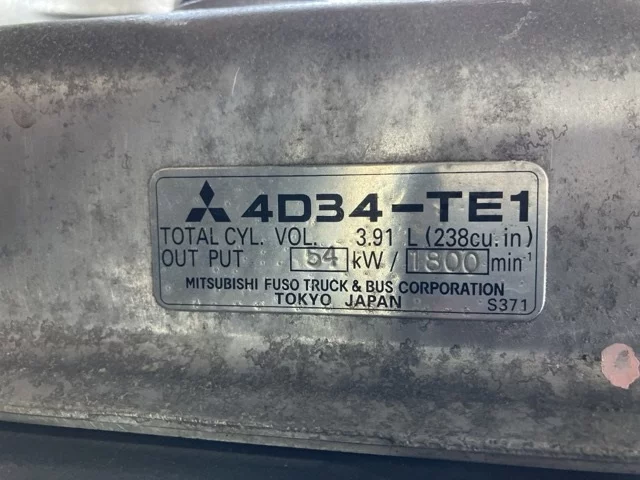 4D34-TE1
TOTAL CYL. VOL. 3.91 L (238cu.in)
OUT PUT 54 kW / 1800 min⁻¹
MITSUBISHI FUSO TRUCK & BUS CORPORATION
TOKYO JAPAN S371